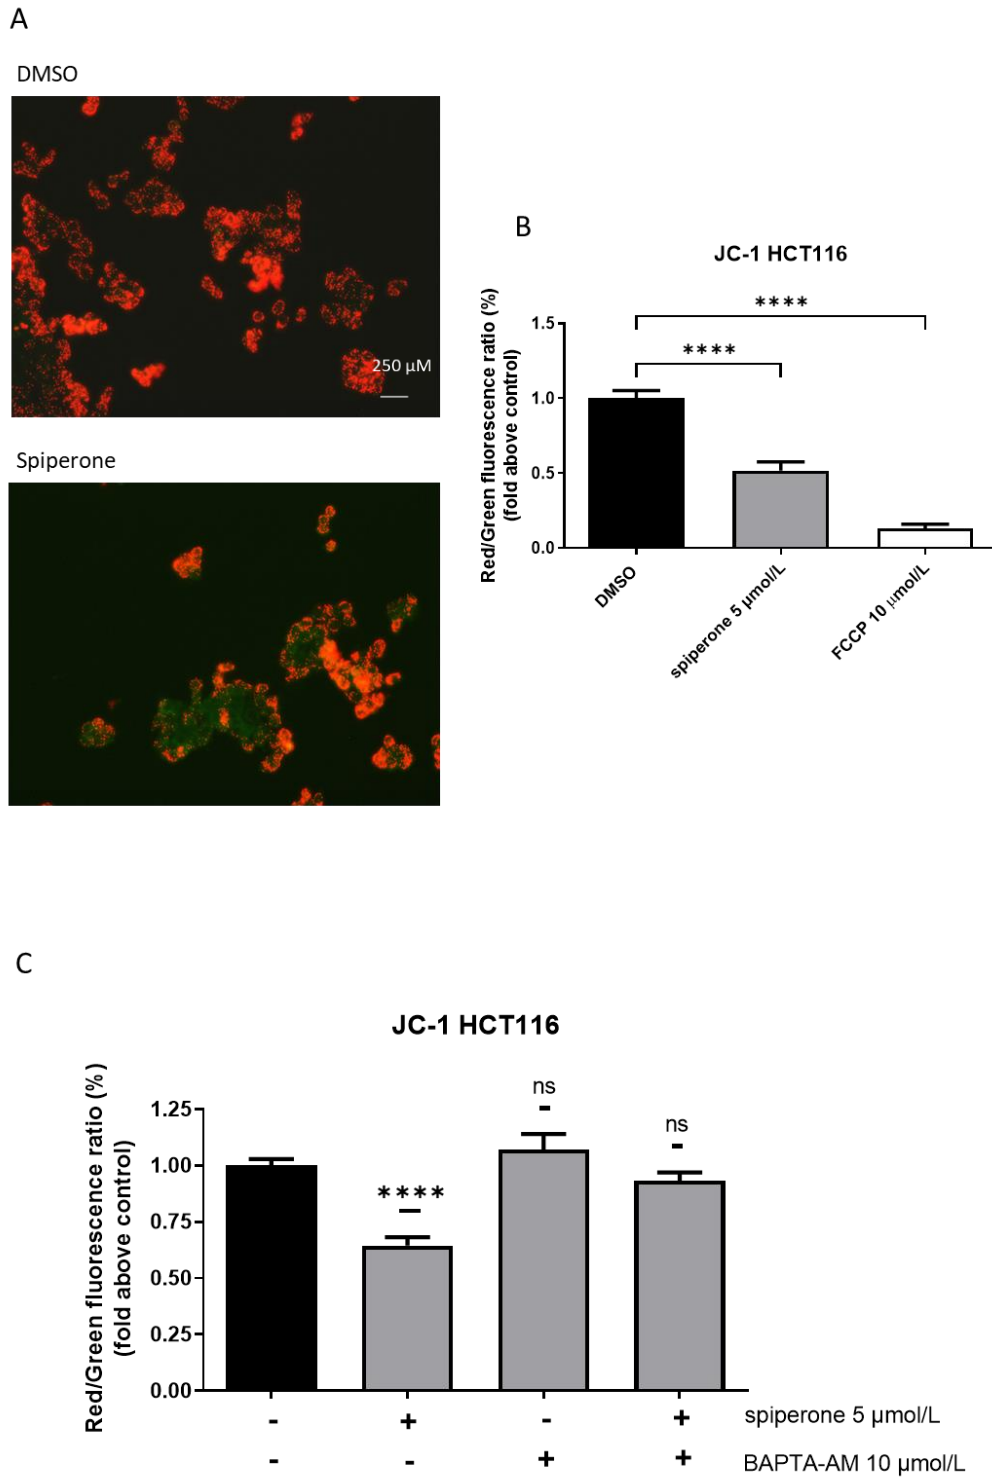 A
DMSO
250 µM
Spiperone
B
JC-1 HCT116
Red/Green fluorescence ratio (%)
(fold above control)
1.5
1.0
0.5
0.0
****
****
DMSO
spiperone 5 µmol/L
FCCP 10 µmol/L
C
JC-1 HCT116
Red/Green fluorescence ratio (%)
(fold above control)
1.25
1.00
0.75
0.50
0.25
0.00
****
ns
ns
- + - + spiperone 5 µmol/L
- - + + BAPTA-AM 10 µmol/L